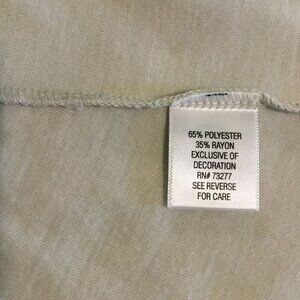 65% POLYESTER
35% RAYON
EXCLUSIVE OF
DECORATION
RN# 73277
SEE REVERSE
FOR CARE